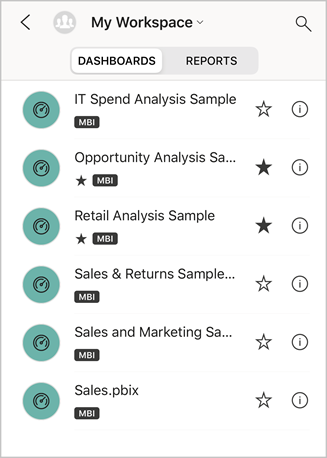 My Workspace
DASHBOARDS REPORTS
IT Spend Analysis Sample
MBI
Opportunity Analysis Sa...
MBI
Retail Analysis Sample
MBI
Sales & Returns Sample...
MBI
Sales and Marketing Sa...
MBI
Sales.pbix
MBI